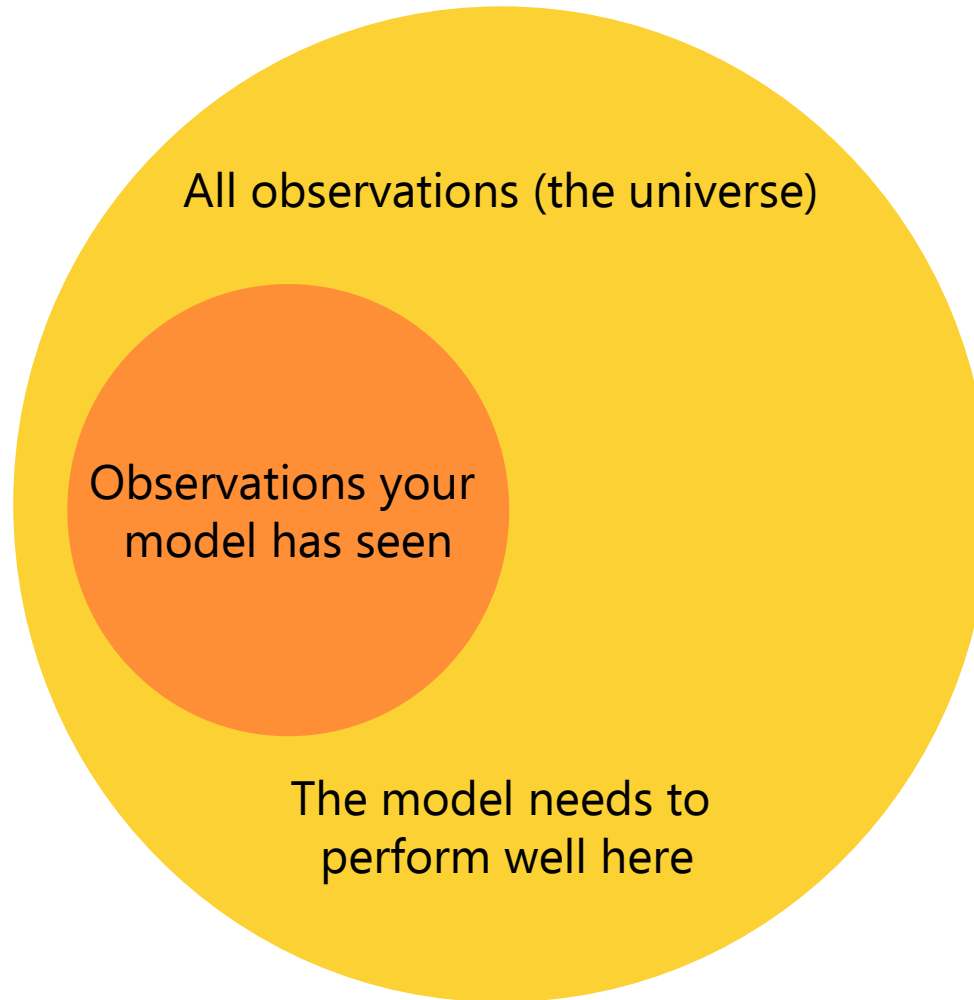 All observations (the universe)
Observations your
model has seen
The model needs to
perform well here